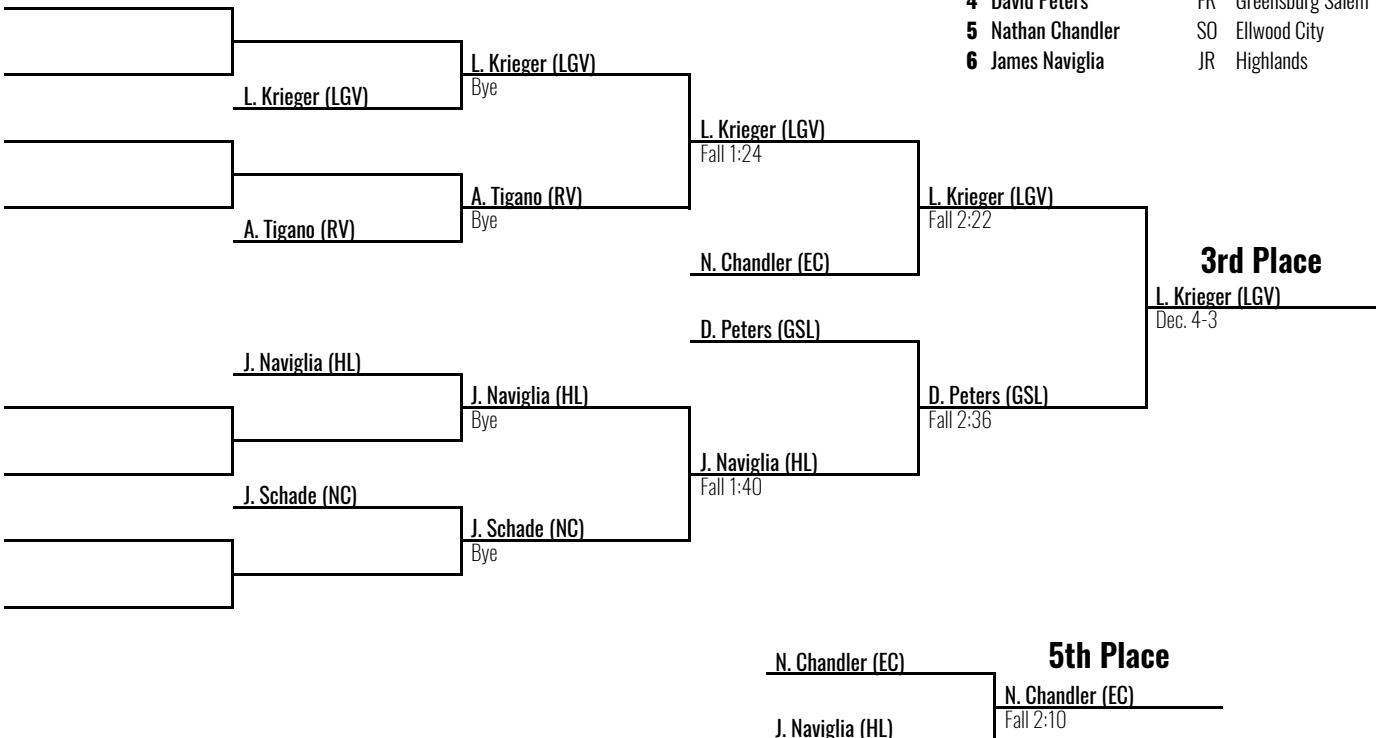 4 David Peters FR Greensburg Salem
5 Nathan Chandler SO Ellwood City
6 James Naviglia JR Highlands
L. Krieger (LGV)
L. Krieger (LGV)
Bye
A. Tigano (RV)
A. Tigano (RV)
Bye
L. Krieger (LGV)
Fall 1:24
N. Chandler (EC)
L. Krieger (LGV)
Fall 2:22
3rd Place
L. Krieger (LGV)
Dec. 4-3
D. Peters (GSL)
J. Naviglia (HL)
J. Naviglia (HL)
Bye
D. Peters (GSL)
Fall 2:36
J. Naviglia (HL)
Fall 1:40
J. Schade (NC)
J. Schade (NC)
Bye
5th Place
N. Chandler (EC)
N. Chandler (EC)
Fall 2:10
J. Naviglia (HL)